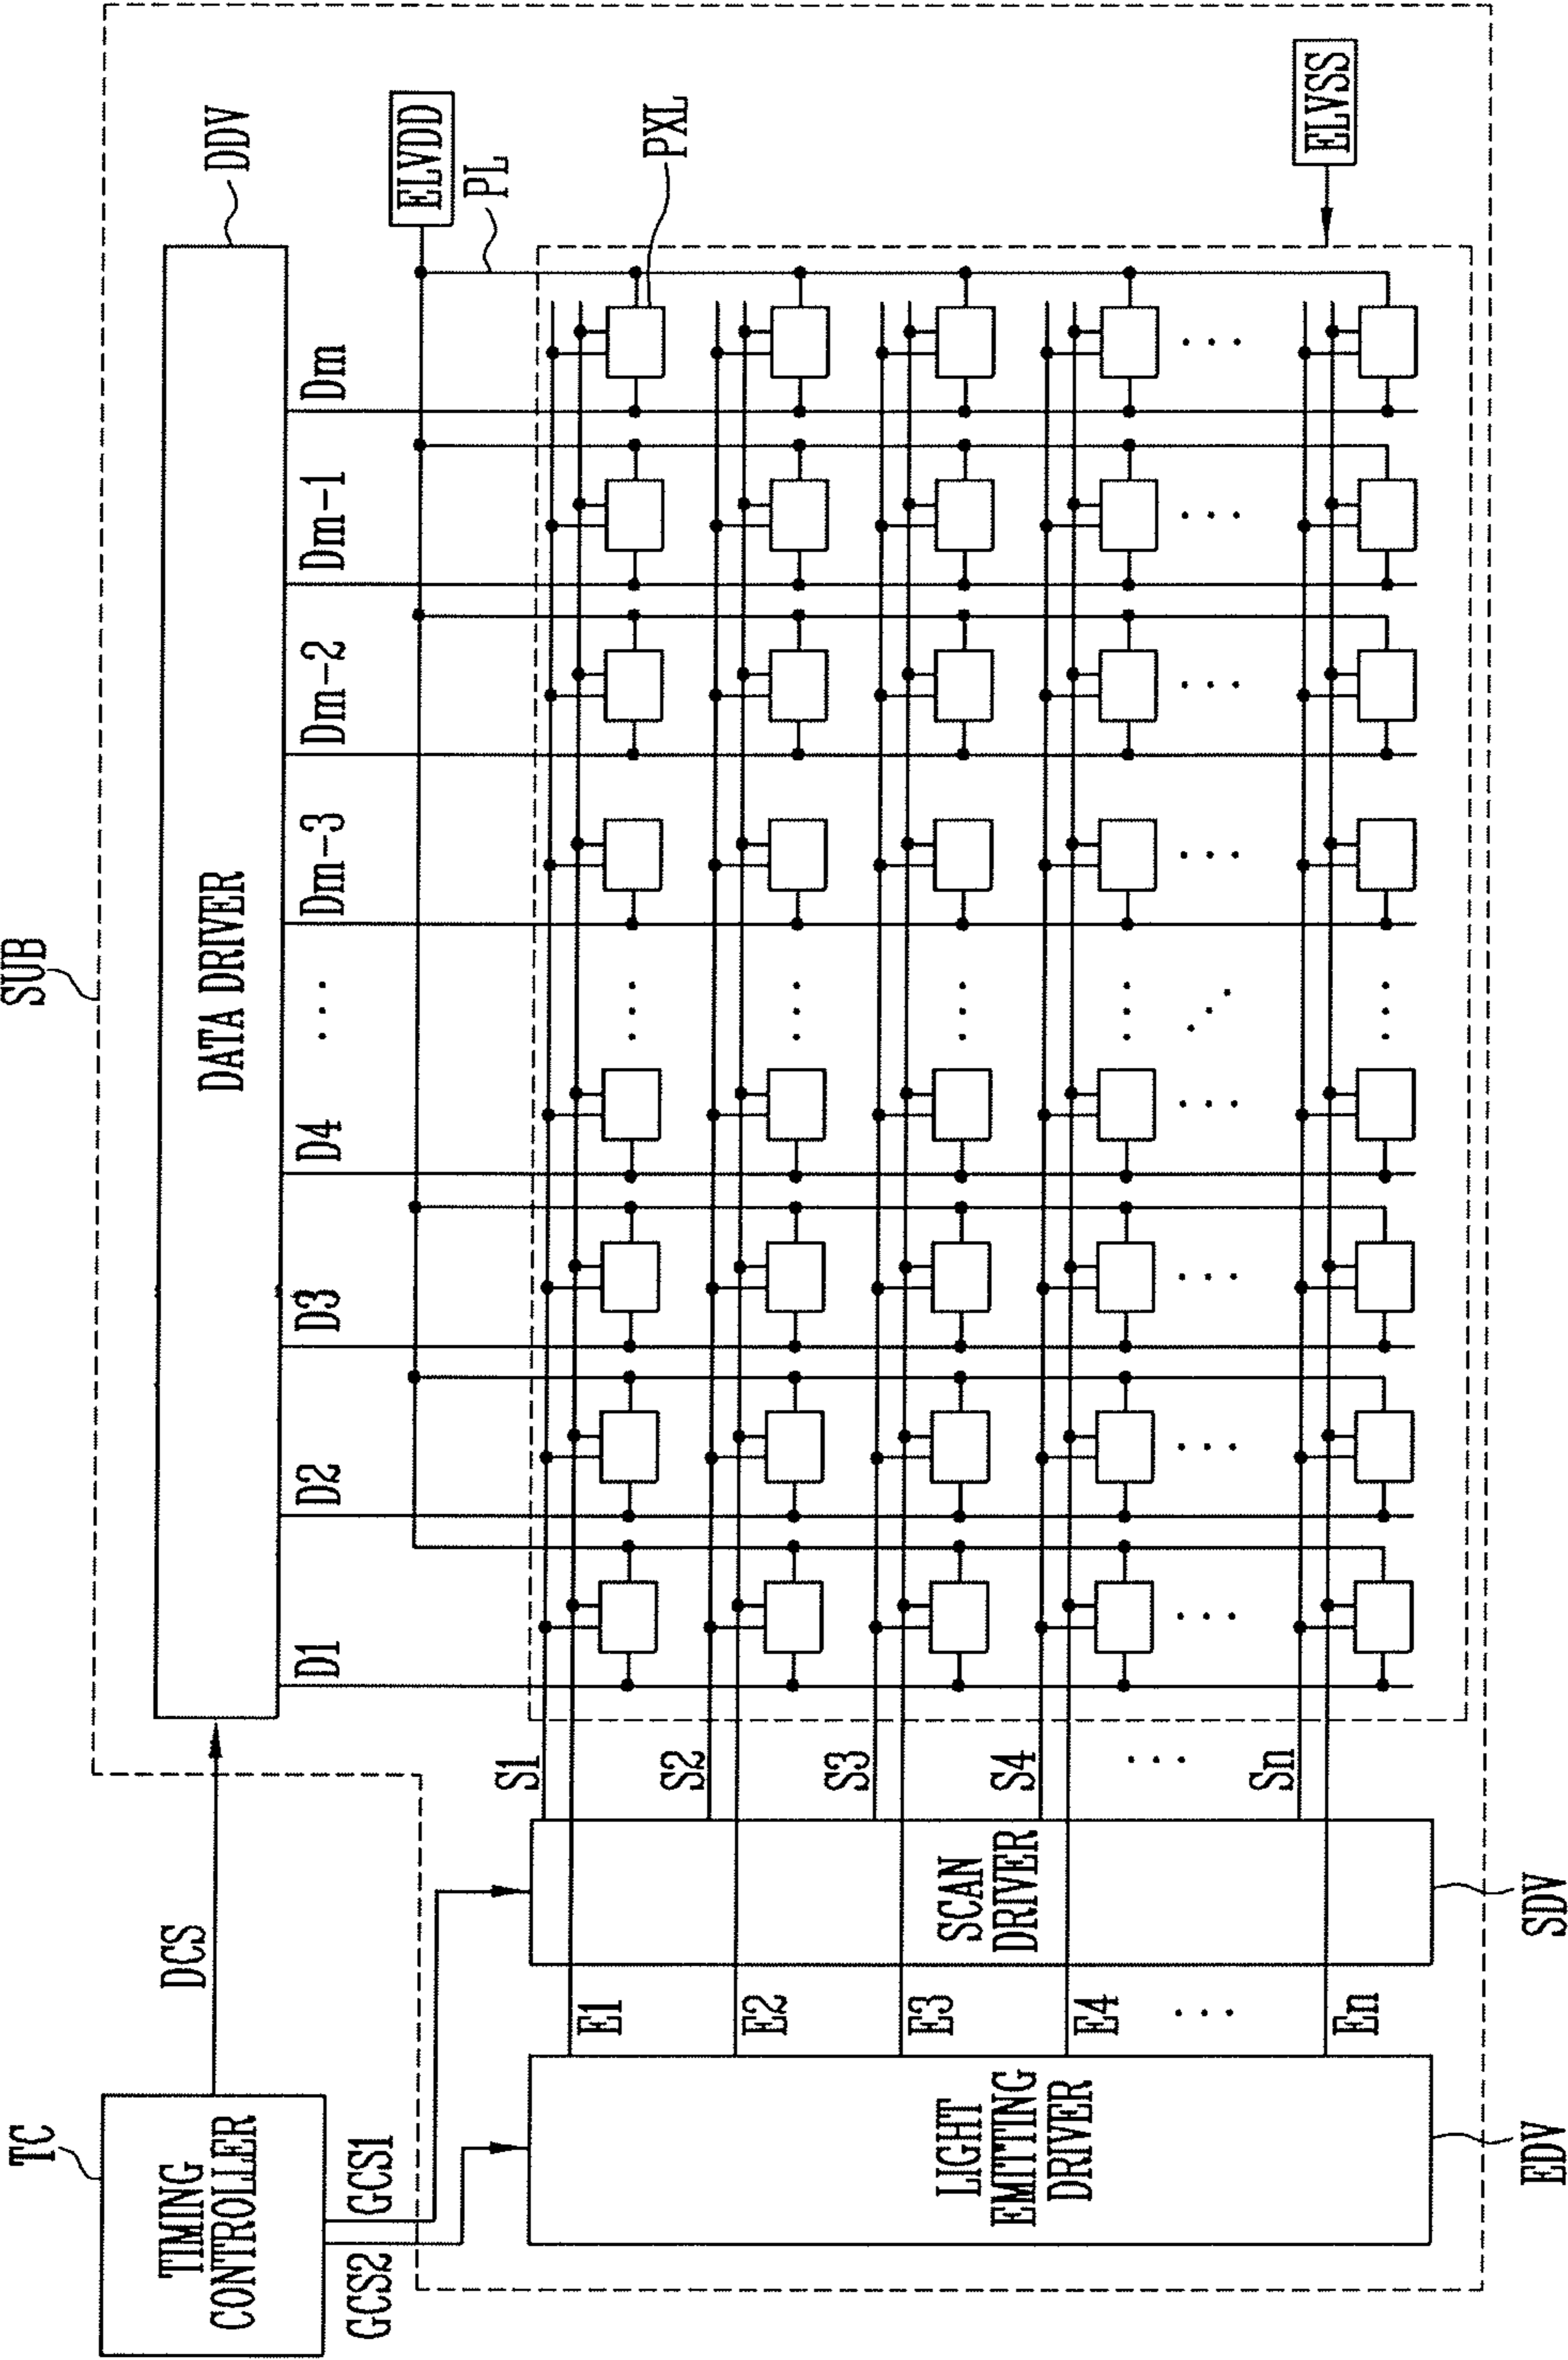 SUB
DATA DRIVER
DDV
D1
D2
D3
D4
...
Dm-3
Dm-2
Dm-1
Dm
ELVDD
PL
PXL
ELVSS
TC
TIMING
CONTROLLER
DCS
GCS1
GCS2
S1
S2
S3
S4
...
Sn
SCAN
DRIVER
SDV
E1
E2
E3
E4
...
En
LIGHT
EMITTING
DRIVER
EDV